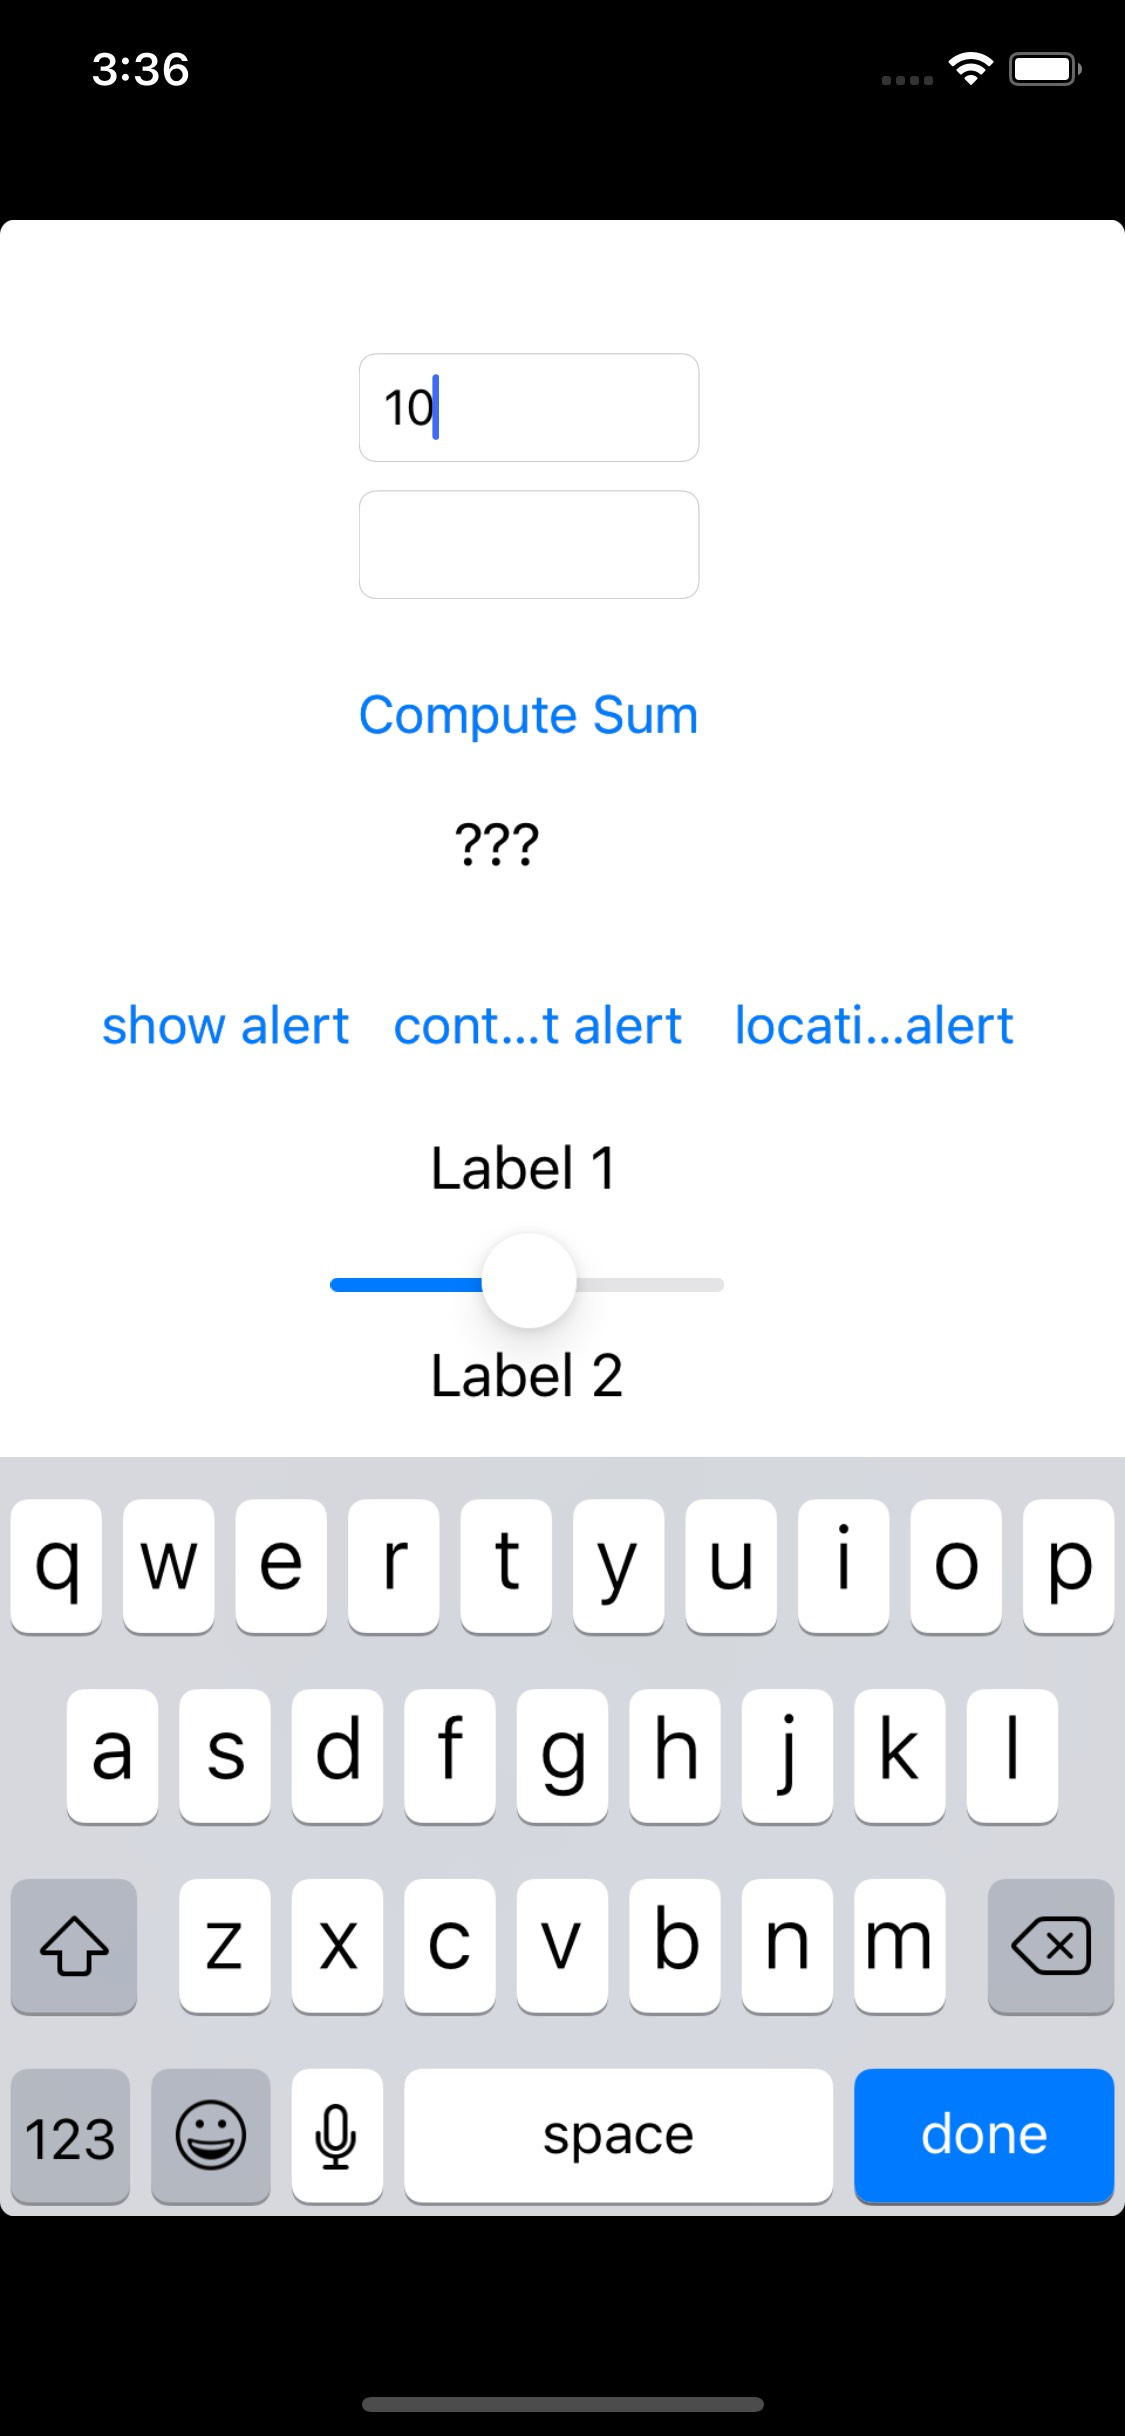 3:36
10
Compute Sum
???
show alert cont...t alert locati...alert
Label 1
Label 2
q w e r t y u i o p
a s d f g h j k l
z x c v b n m
123 space done